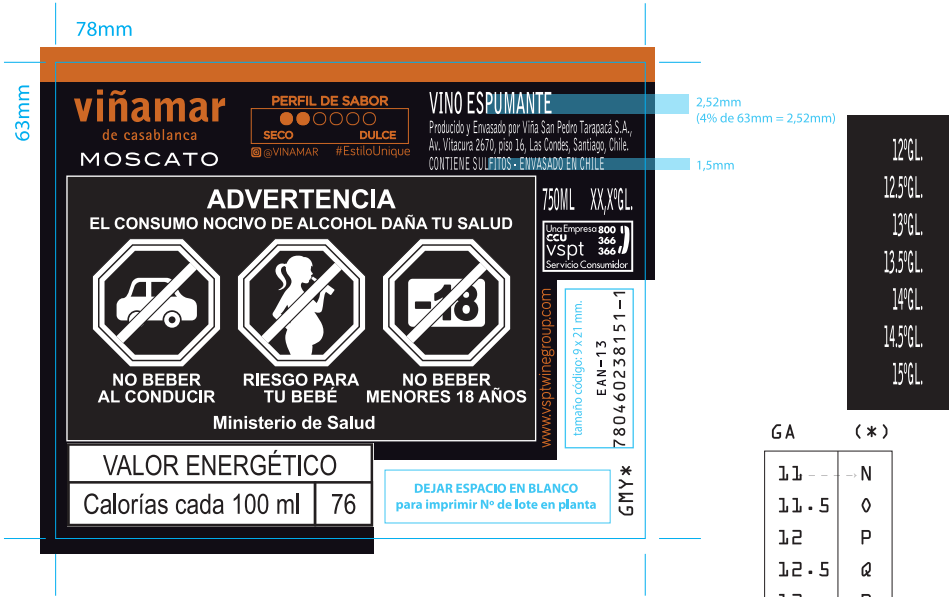 78mm
63mm
viñamar
de casablanca
MOSCATO
PERFIL DE SABOR
SECO DULCE
@VINAMAR #EstiloUnique
VINO ESPUMANTE
Producido y Envasado por Viña San Pedro Tarapacá S.A.,
Av. Vitacura 2670, piso 16, Las Condes, Santiago, Chile.
CONTIENE SULFITOS - ENVASADO EN CHILE
2,52mm
(4% de 63mm = 2,52mm)
1,5mm
750ML XX,XºGL.
Una Empresa
CCU
vspt
800
366
366
Servicio Consumidor
ADVERTENCIA
EL CONSUMO NOCIVO DE ALCOHOL DAÑA TU SALUD
-18
NO BEBER
AL CONDUCIR
RIESGO PARA
TU BEBÉ
NO BEBER
MENORES 18 AÑOS
Ministerio de Salud
www.vsptwinegroup.com
tamaño código: 9 x 21 mm.
EAN-13
780460238151-1
VALOR ENERGÉTICO
Calorías cada 100 ml 76
DEJAR ESPACIO EN BLANCO
para imprimir Nº de lote en planta
GMY*
12ºGL.
12.5ºGL.
13ºGL.
13.5ºGL.
14ºGL.
14.5ºGL.
15ºGL.
GA (*)
11 N
11.5 O
12 P
12.5 Q